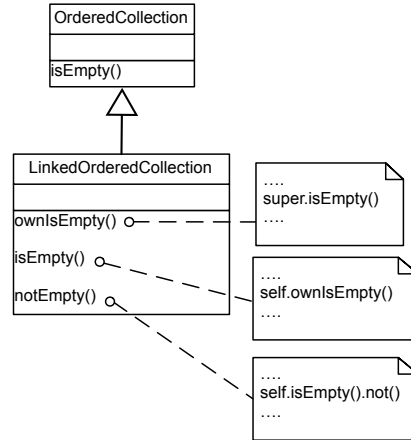 OrderedCollection
isEmpty()
LinkedOrderedCollection
ownIsEmpty()
....
super.isEmpty()
....
isEmpty()
....
self.ownIsEmpty()
....
notEmpty()
....
self.isEmpty().not()
....